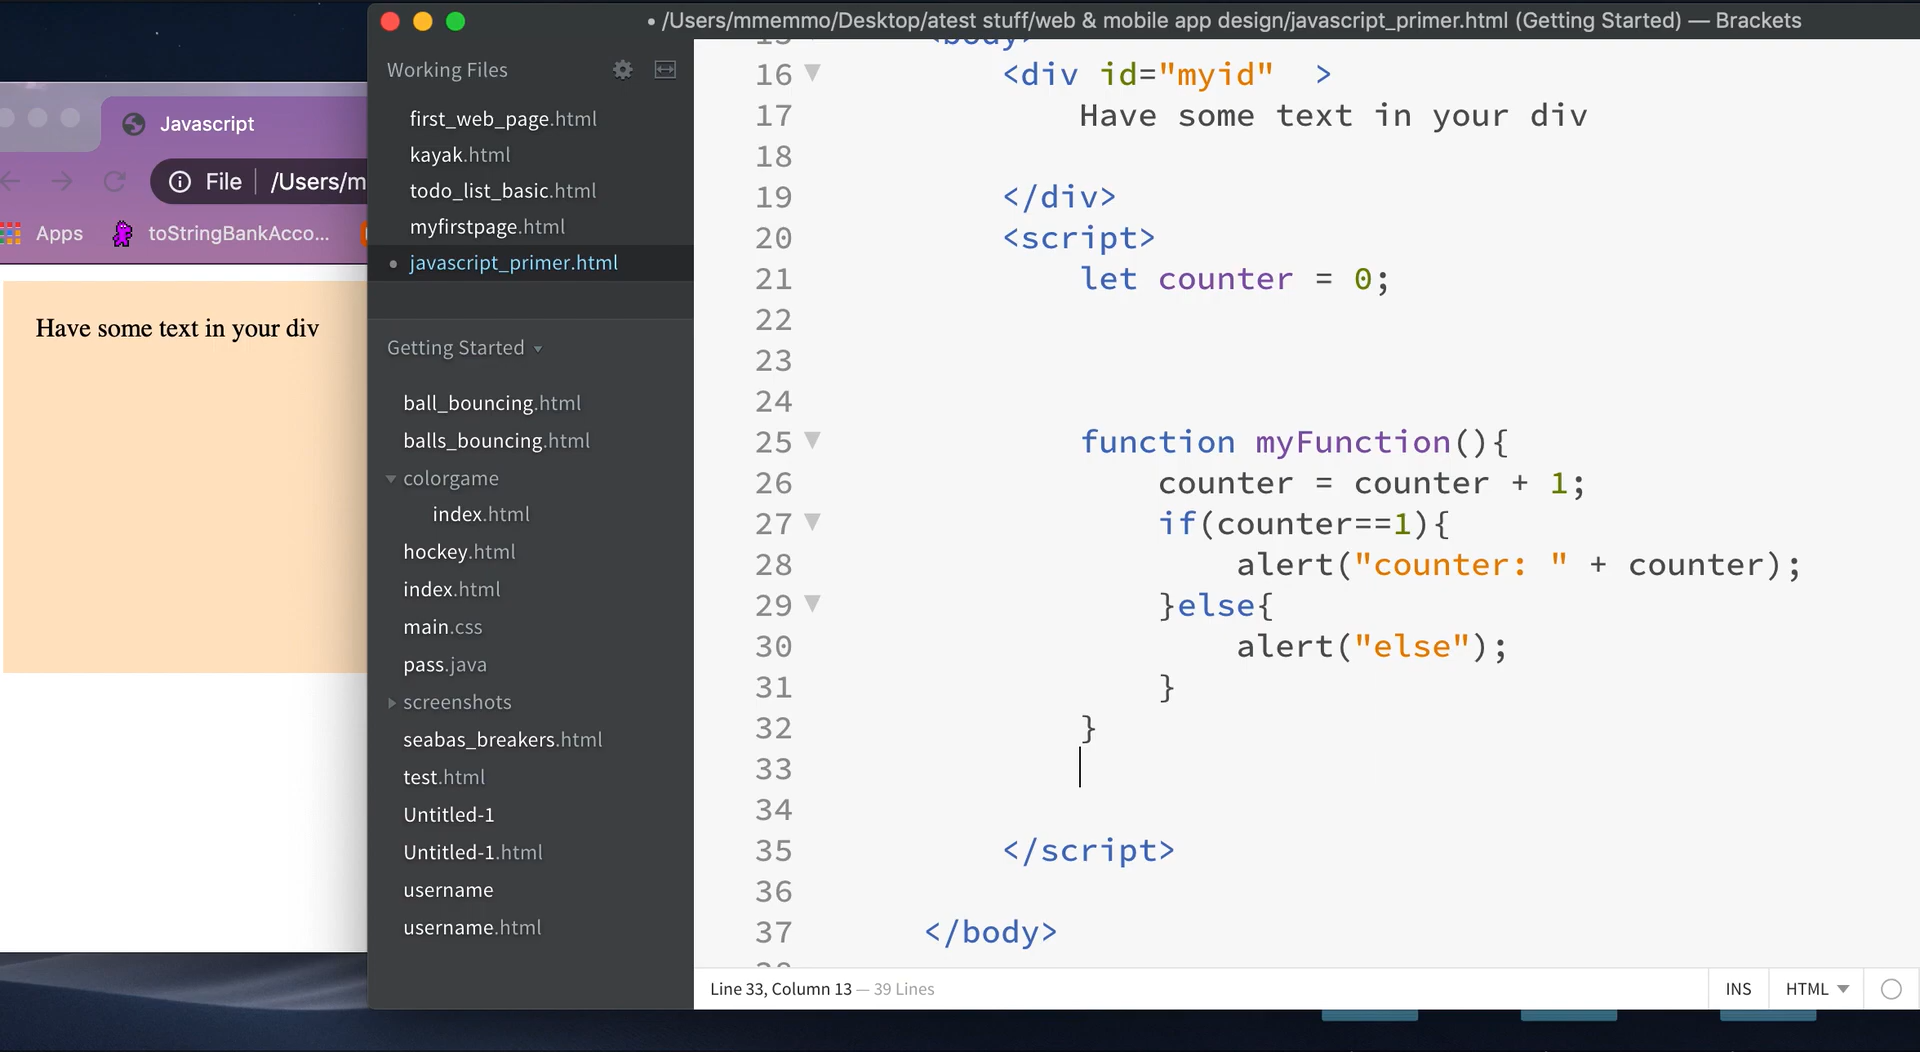 • /Users/mmemmo/Desktop/atest stuff/web & mobile app design/javascript_primer.html (Getting Started) — Brackets
Javascript
File
/Users/m
Apps
toStringBankAcco...
Have some text in your div
Working Files
first_web_page.html
kayak.html
todo_list_basic.html
myfirstpage.html
javascript_primer.html
Getting Started
ball_bouncing.html
balls_bouncing.html
colorgame
index.html
hockey.html
index.html
main.css
pass.java
screenshots
seabas_breakers.html
test.html
Untitled-1
Untitled-1.html
username
username.html
<body>
16 <div id="myid"  >
17 Have some text in your div
18
19 </div>
20 <script>
21 let counter = 0;
22
23
24
25 function myFunction(){
26 counter = counter + 1;
27 if(counter==1){
28 alert("counter: " + counter);
29 }else{
30 alert("else");
31 }
32 }
33
34
35 </script>
36
37 </body>
Line 33, Column 13 — 39 Lines
INS
HTML